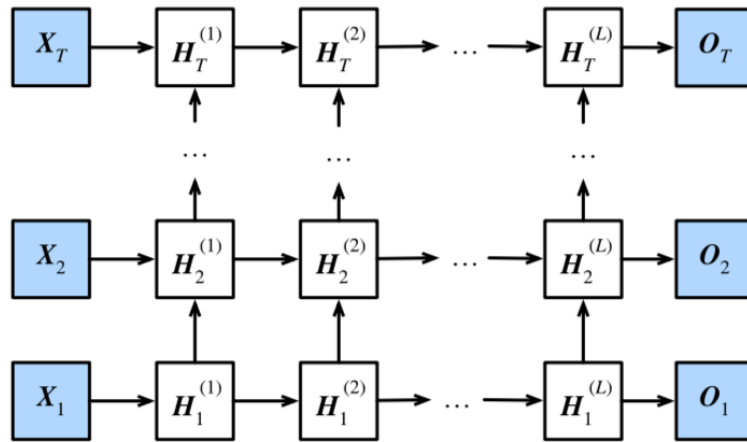 X_T H_T^{(1)} H_T^{(2)} … H_T^{(L)} O_T
… … …
X_2 H_2^{(1)} H_2^{(2)} … H_2^{(L)} O_2
X_1 H_1^{(1)} H_1^{(2)} … H_1^{(L)} O_1